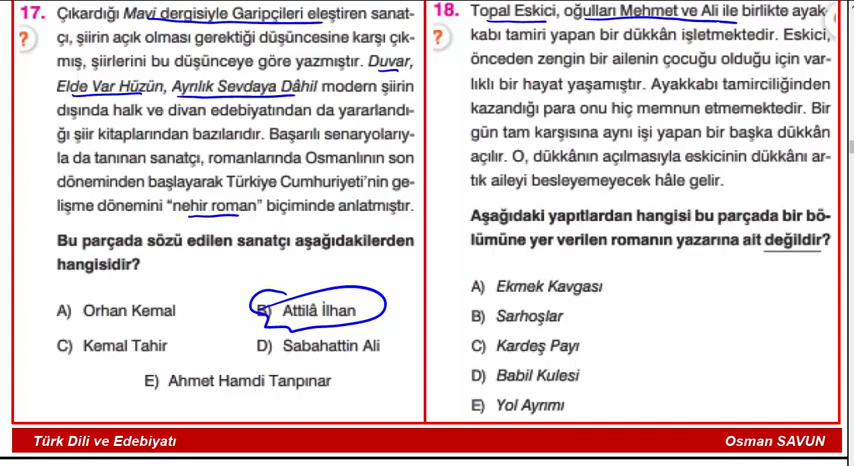 17. Çıkardığı Mavi dergisiyle Garipçileri eleştiren sanat-
çı, şiirin açık olması gerektiği düşüncesine karşı çık-
mış, şiirlerini bu düşünceye göre yazmıştır. Duvar,
Elde Var Hüzün, Ayrılık Sevdaya Dâhil modern şiirin
dışında halk ve divan edebiyatından da yararlandı-
ğı şiir kitaplarından bazılarıdır. Başarılı senaryolarıy-
la da tanınan sanatçı, romanlarında Osmanlının son
döneminden başlayarak Türkiye Cumhuriyeti'nin ge-
lişme dönemini "nehir roman" biçiminde anlatmıştır.
Bu parçada sözü edilen sanatçı aşağıdakilerden
hangisidir?
A) Orhan Kemal
B) Attilâ İlhan
C) Kemal Tahir
D) Sabahattin Ali
E) Ahmet Hamdi Tanpınar
?
18. Topal Eskici, oğulları Mehmet ve Ali ile birlikte ayak-
kabı tamiri yapan bir dükkân işletmektedir. Eskici,
önceden zengin bir ailenin çocuğu olduğu için var-
lıklı bir hayat yaşamıştır. Ayakkabı tamirciliğinden
kazandığı para onu hiç memnun etmemektedir. Bir
gün tam karşısına aynı işi yapan bir başka dükkân
açılır. O, dükkânın açılmasıyla eskicinin dükkânı ar-
tık aileyi besleyemeyecek hâle gelir.
Aşağıdaki yapıtlardan hangisi bu parçada bir bö-
lümüne yer verilen romanın yazarına ait değildir?
A) Ekmek Kavgası
B) Sarhoşlar
C) Kardeş Payı
D) Babil Kulesi
E) Yol Ayrımı
?
Türk Dili ve Edebiyatı
Osman SAVUN